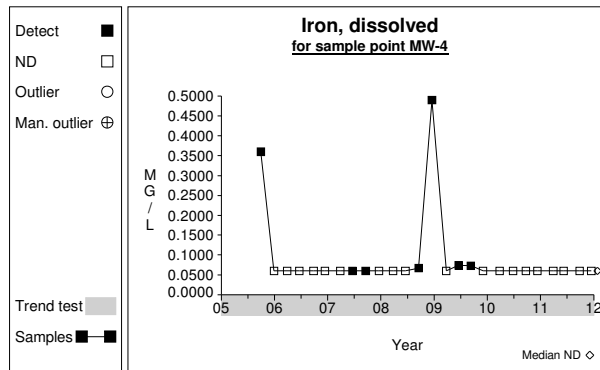 Detect
ND
Outlier
Man. outlier
Trend test
Samples
Iron, dissolved
for sample point MW-4
0.5000
0.4500
0.4000
0.3500
0.3000
0.2500
0.2000
0.1500
0.1000
0.0500
0.0000
M
G
/
L
05 06 07 08 09 10 11 12
Year
Median ND